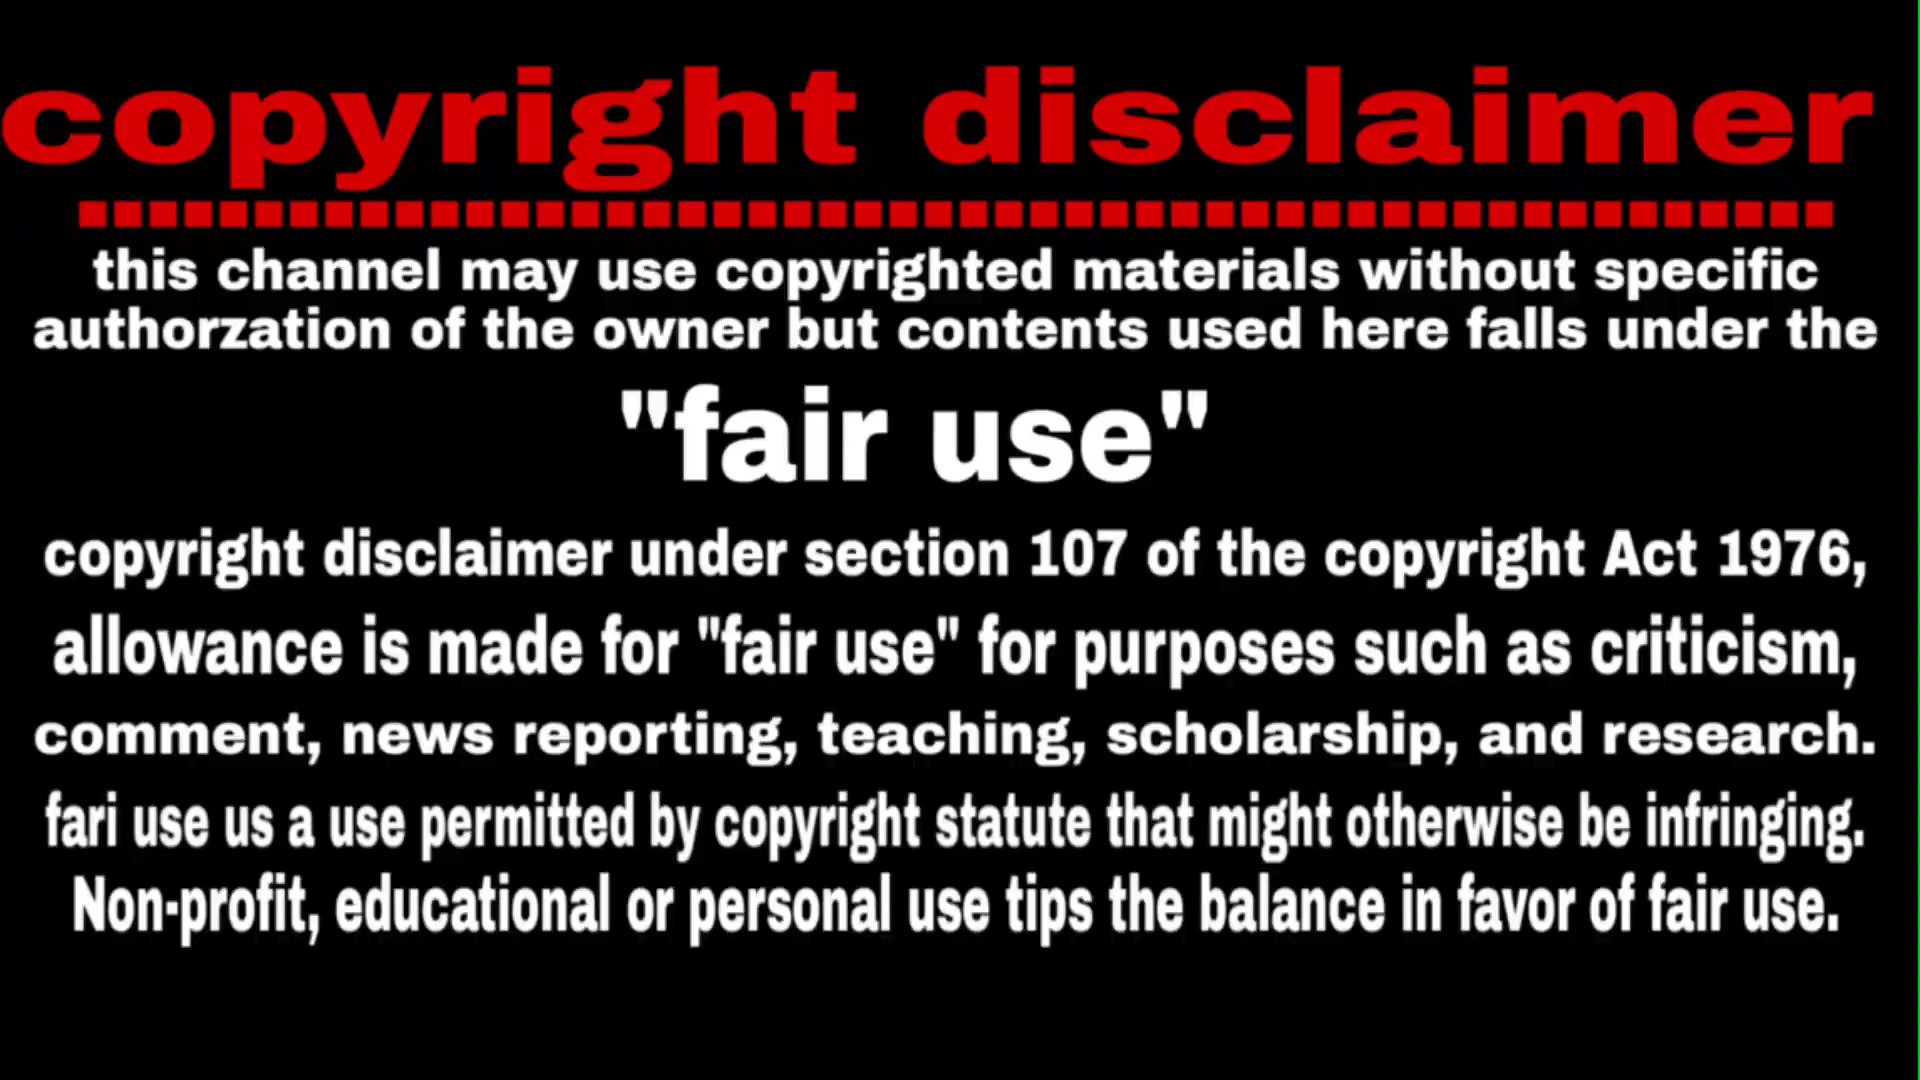 copyright disclaimer
this channel may use copyrighted materials without specific
authorzation of the owner but contents used here falls under the
"fair use"
copyright disclaimer under section 107 of the copyright Act 1976,
allowance is made for "fair use" for purposes such as criticism,
comment, news reporting, teaching, scholarship, and research.
fari use us a use permitted by copyright statute that might otherwise be infringing.
Non-profit, educational or personal use tips the balance in favor of fair use.